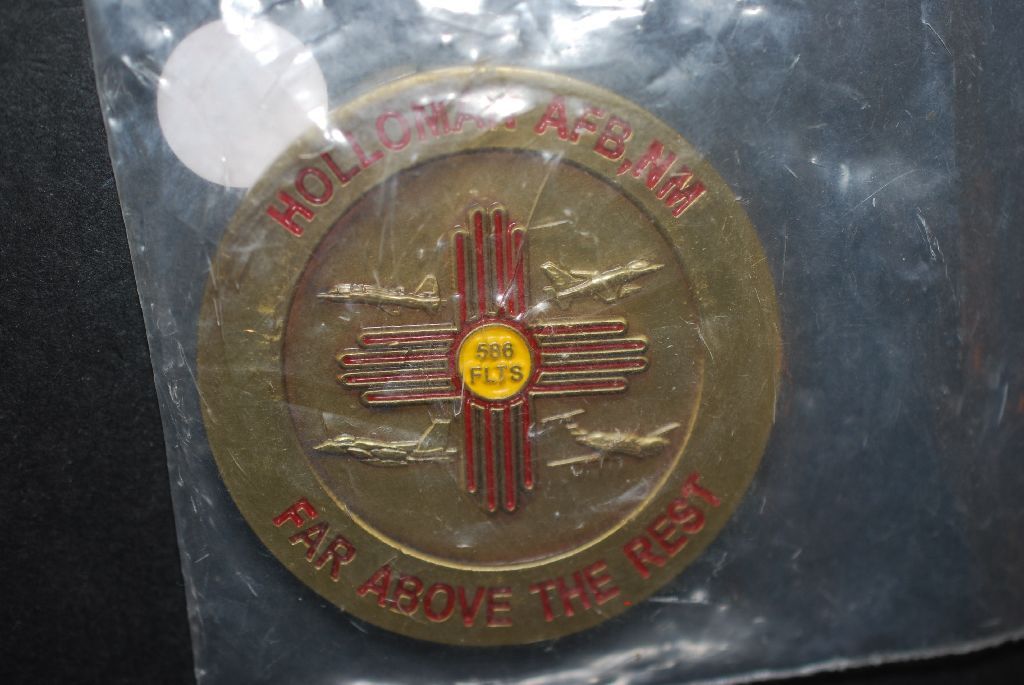 HOLLOMAN AFB, NM
586
FLTS
FAR ABOVE THE REST